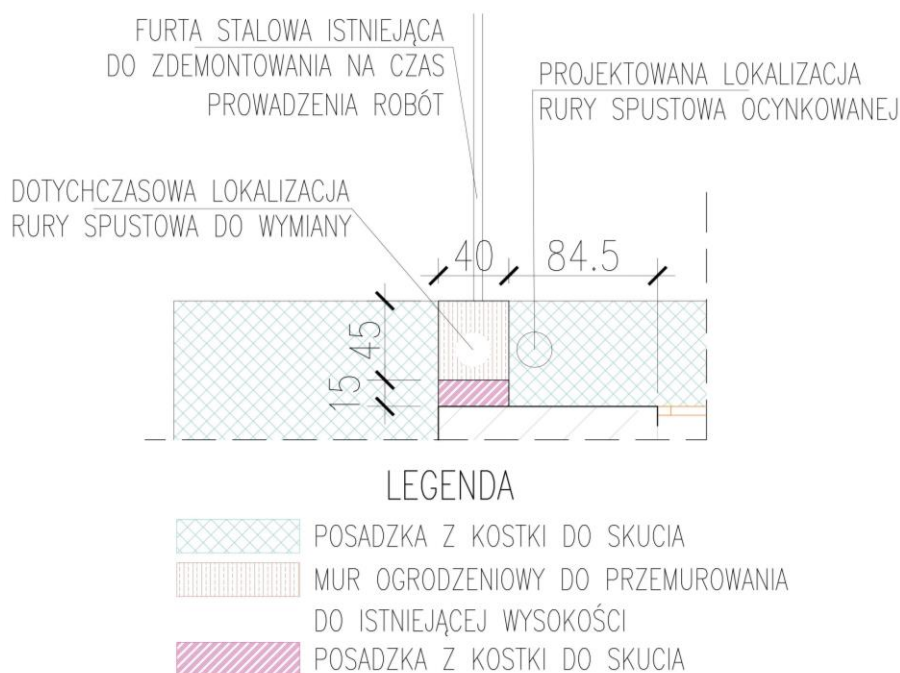 FURTA STALOWA ISTNIEJĄCA
DO ZDEMONTOWANIA NA CZAS
PROWADZENIA ROBÓT
PROJEKTOWANA LOKALIZACJA
RURY SPUSTOWA OCYNKOWANEJ
DOTYCHCZASOWA LOKALIZACJA
RURY SPUSTOWA DO WYMIANY
40
84.5
45
15
LEGENDA
POSADZKA Z KOSTKI DO SKUCIA
MUR OGRODZENIOWY DO PRZEMUROWANIA
DO ISTNIEJĄCEJ WYSOKOŚCI
POSADZKA Z KOSTKI DO SKUCIA